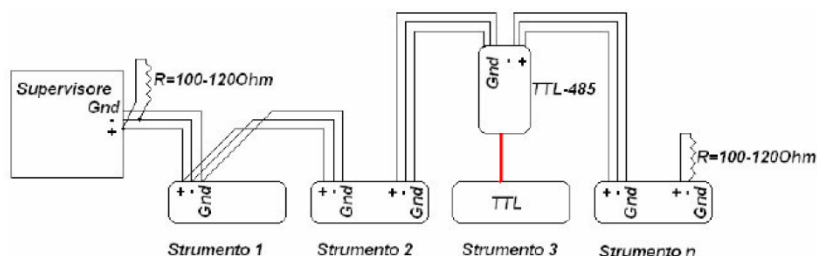 Supervisore
Gnd
-
+
R=100-120Ohm
+ - Gnd
Strumento 1
+ - Gnd
+ - Gnd
Strumento 2
Gnd - +
TTL-485
TTL
Strumento 3
+ - Gnd
+ - Gnd
R=100-120Ohm
Strumento n